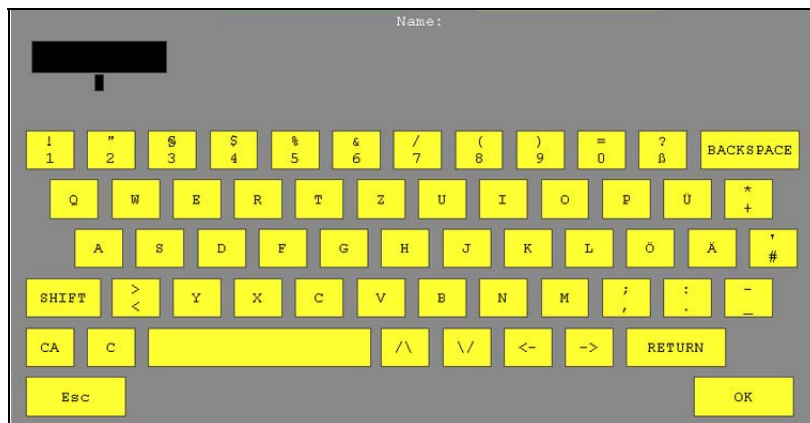 Name:
! " § $ % & / ( ) = ?
1 2 3 4 5 6 7 8 9 0 ß BACKSPACE
Q W E R T Z U I O P Ü * +
A S D F G H J K L Ö Ä ' #
SHIFT > < Y X C V B N M ; , : . - _
CA C /\ \/ <- -> RETURN
Esc OK